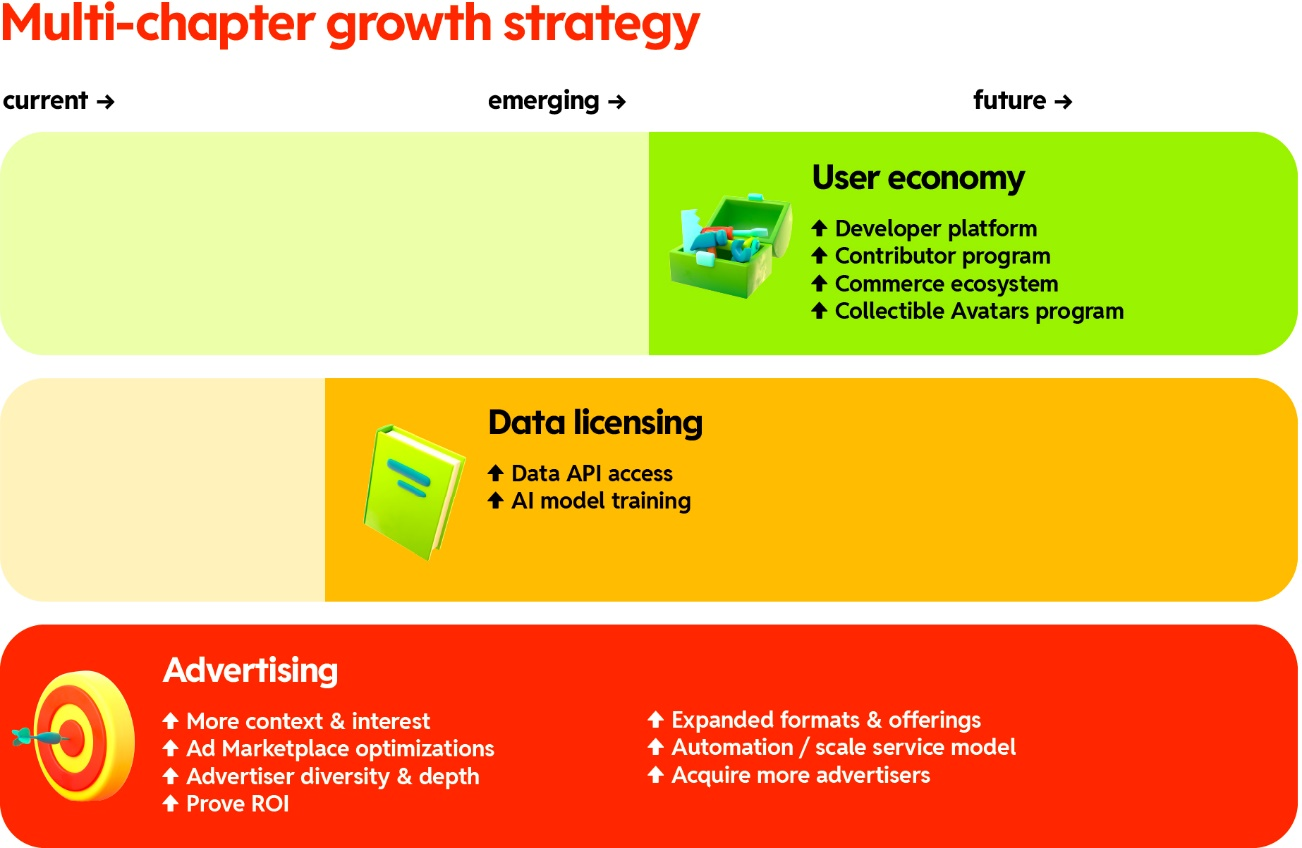 Multi-chapter growth strategy
current →
emerging →
future →
User economy
⬆ Developer platform
⬆ Contributor program
⬆ Commerce ecosystem
⬆ Collectible Avatars program
Data licensing
⬆ Data API access
⬆ AI model training
Advertising
⬆ More context & interest
⬆ Ad Marketplace optimizations
⬆ Advertiser diversity & depth
⬆ Prove ROI
⬆ Expanded formats & offerings
⬆ Automation / scale service model
⬆ Acquire more advertisers